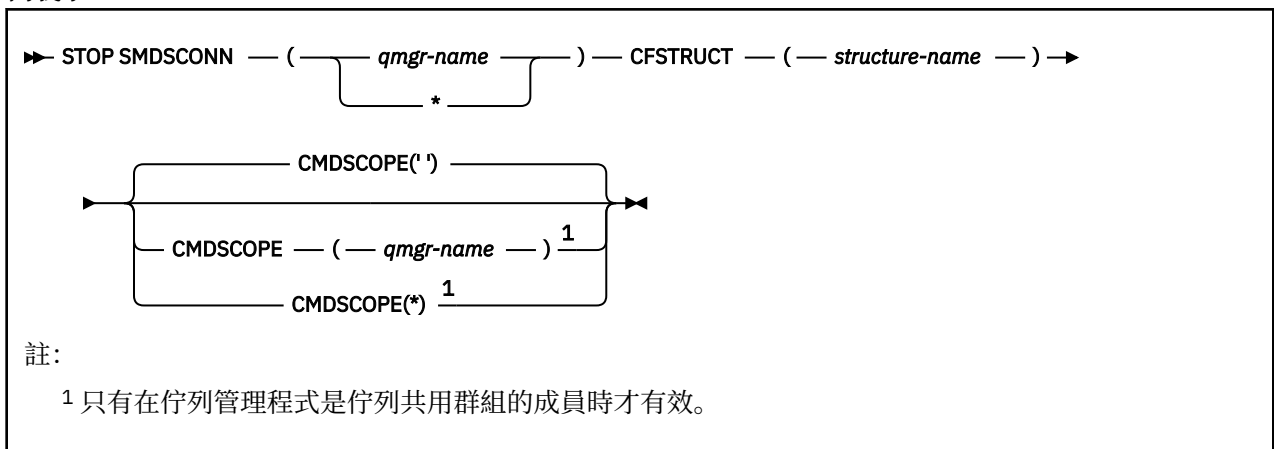 STOP SMDSCONN ( qmgr-name ) CFSTRUCT ( structure-name )
*
CMDSCOPE(' ')
CMDSCOPE ( qmgr-name ) 1
CMDSCOPE(*) 1
註：
1 只有在佇列管理程式是佇列共用群組的成員時才有效。